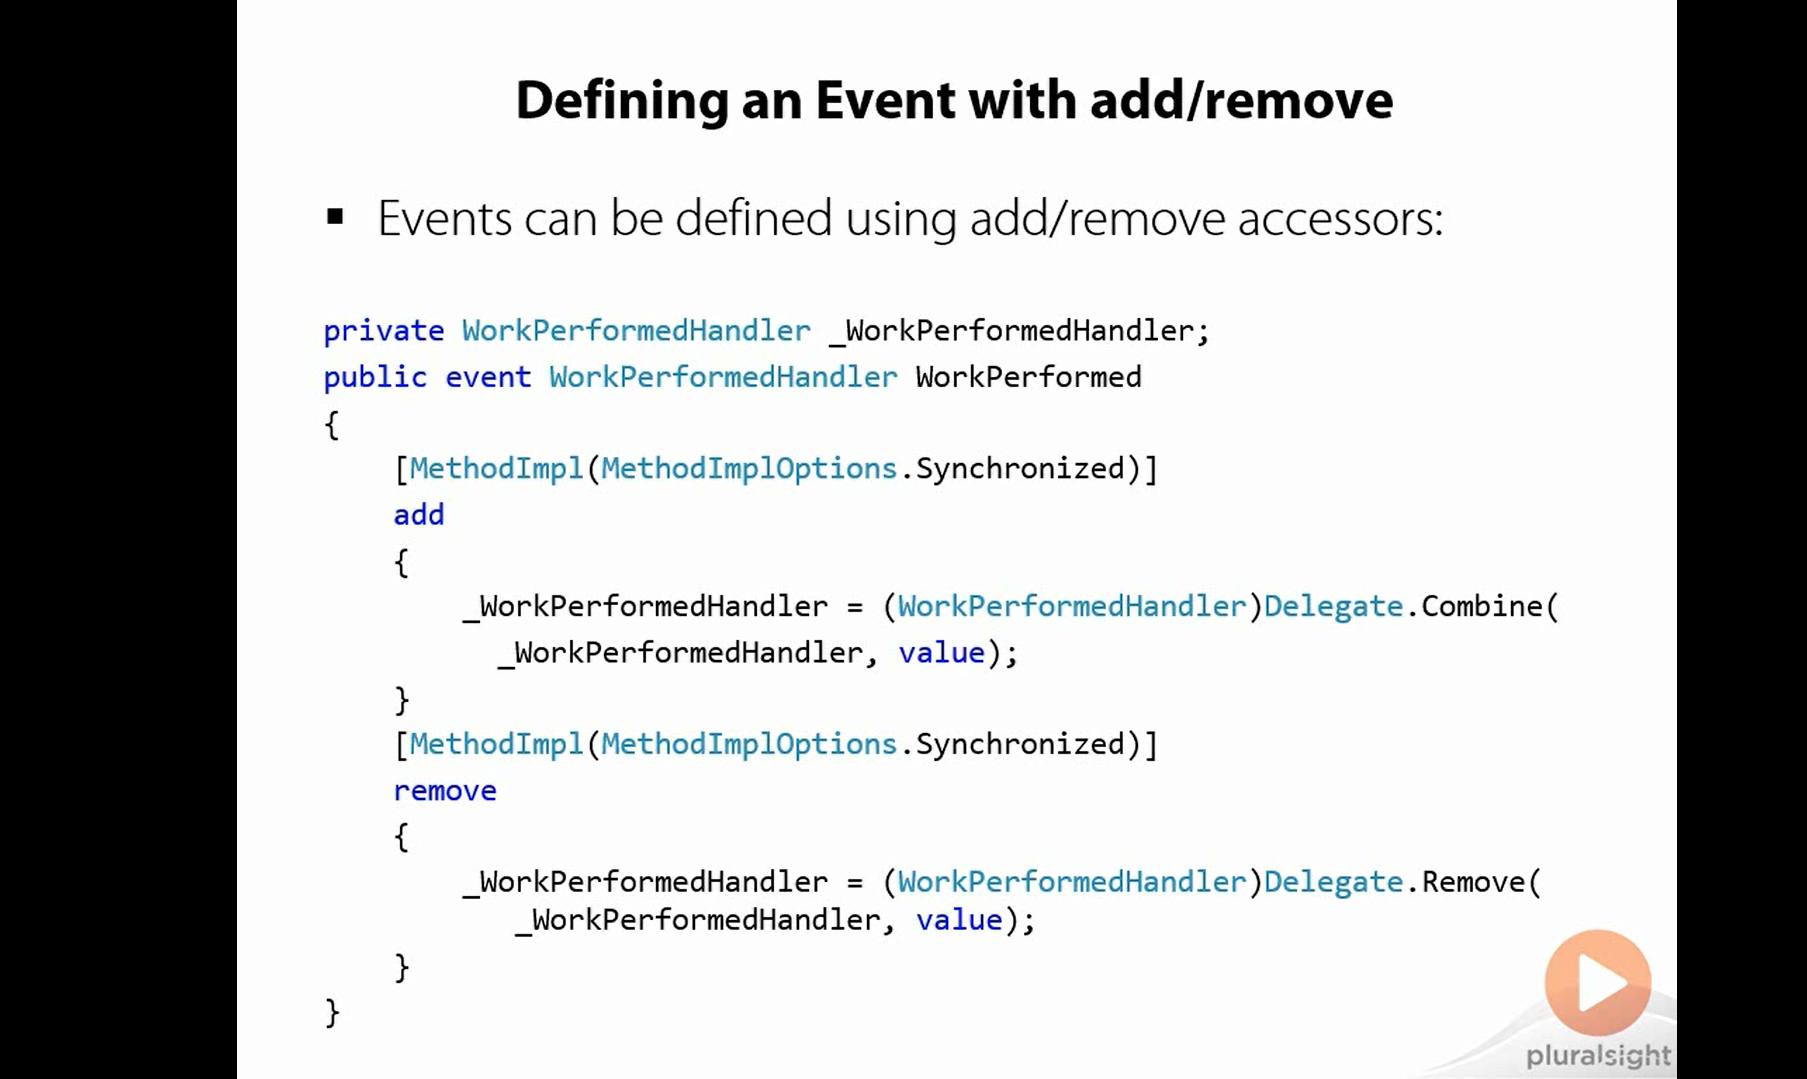 Defining an Event with add/remove
▪ Events can be defined using add/remove accessors:
private WorkPerformedHandler _WorkPerformedHandler;
public event WorkPerformedHandler WorkPerformed
{
[MethodImpl(MethodImplOptions.Synchronized)]
add
{
_WorkPerformedHandler = (WorkPerformedHandler)Delegate.Combine(
_WorkPerformedHandler, value);
}
[MethodImpl(MethodImplOptions.Synchronized)]
remove
{
_WorkPerformedHandler = (WorkPerformedHandler)Delegate.Remove(
_WorkPerformedHandler, value);
}
}
pluralsight